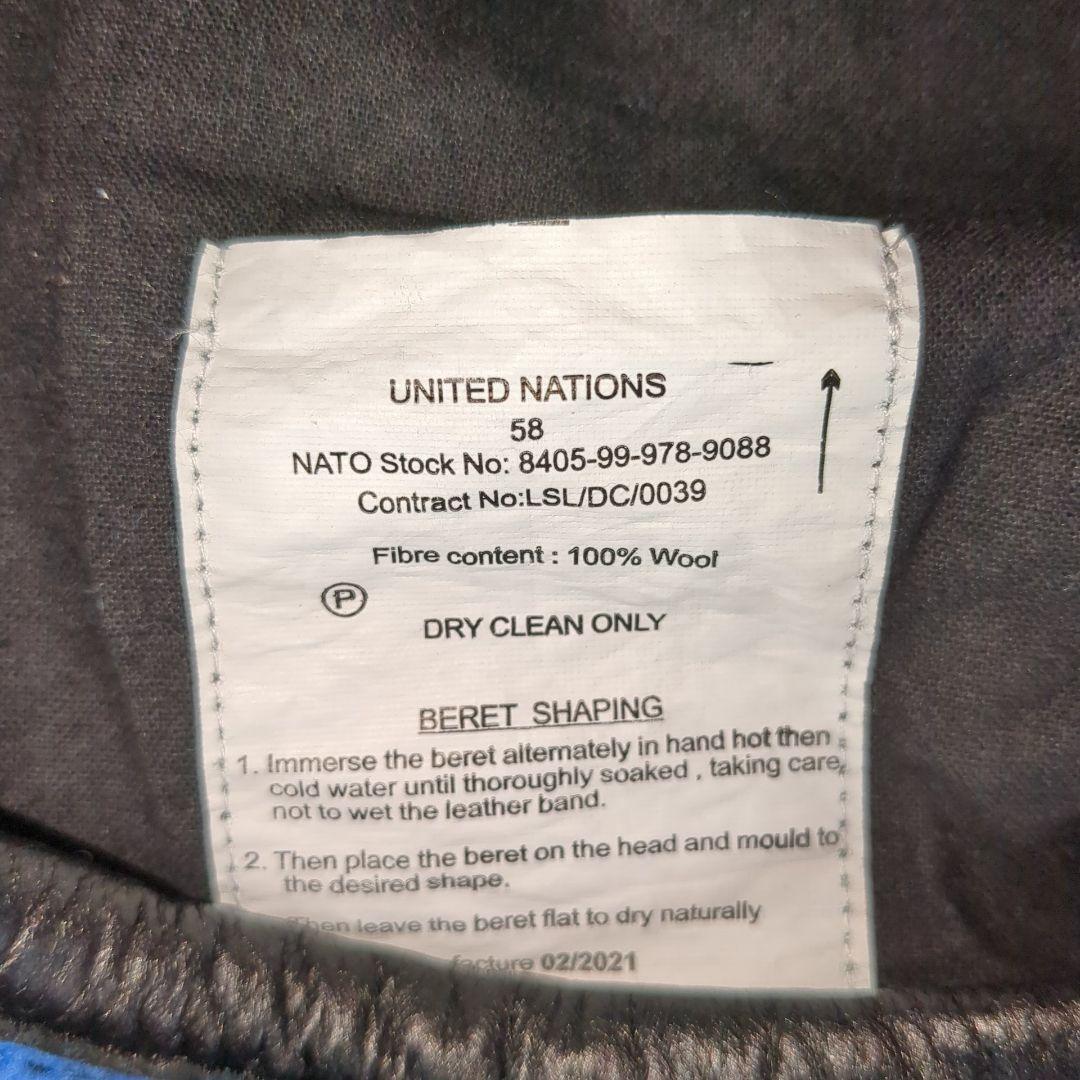 UNITED NATIONS
58
NATO Stock No: 8405-99-978-9088
Contract No:LSL/DC/0039
Fibre content : 100% Wool
P
DRY CLEAN ONLY
BERET SHAPING
1. Immerse the beret alternately in hand hot then
cold water until thoroughly soaked , taking care,
not to wet the leather band.
2. Then place the beret on the head and mould to
the desired shape.
Then leave the beret flat to dry naturally
facture 02/2021